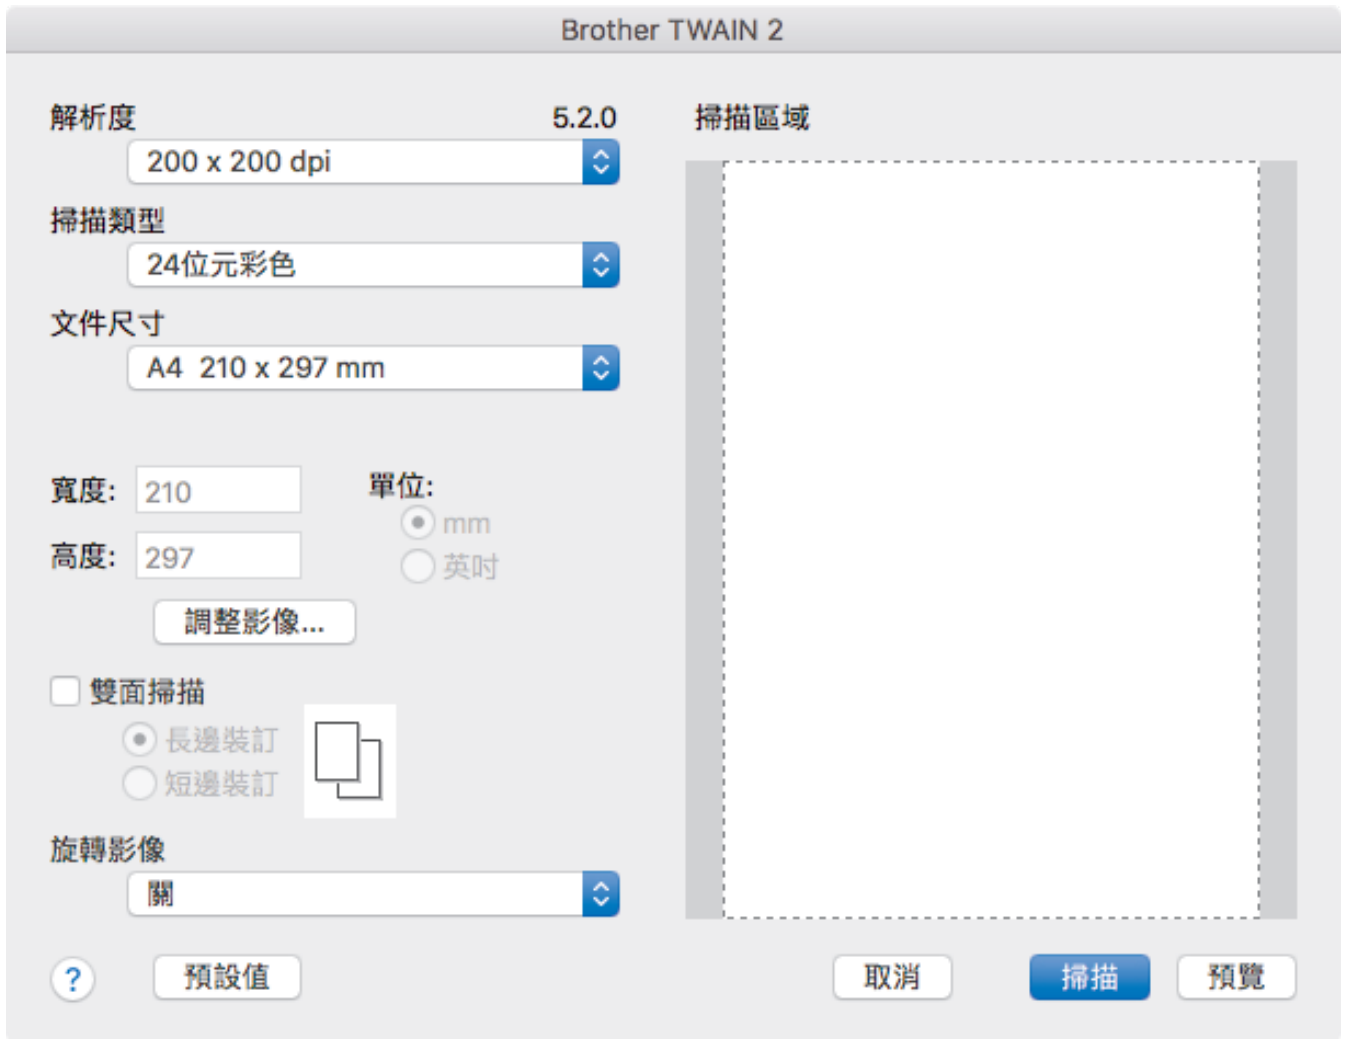 Brother TWAIN 2
解析度 5.2.0
200 x 200 dpi
掃描類型
24位元彩色
文件尺寸
A4 210 x 297 mm
寬度: 210
高度: 297
單位:
mm
英吋
調整影像...
雙面掃描
長邊裝訂
短邊裝訂
旋轉影像
關
? 預設值
掃描區域
取消 掃描 預覽